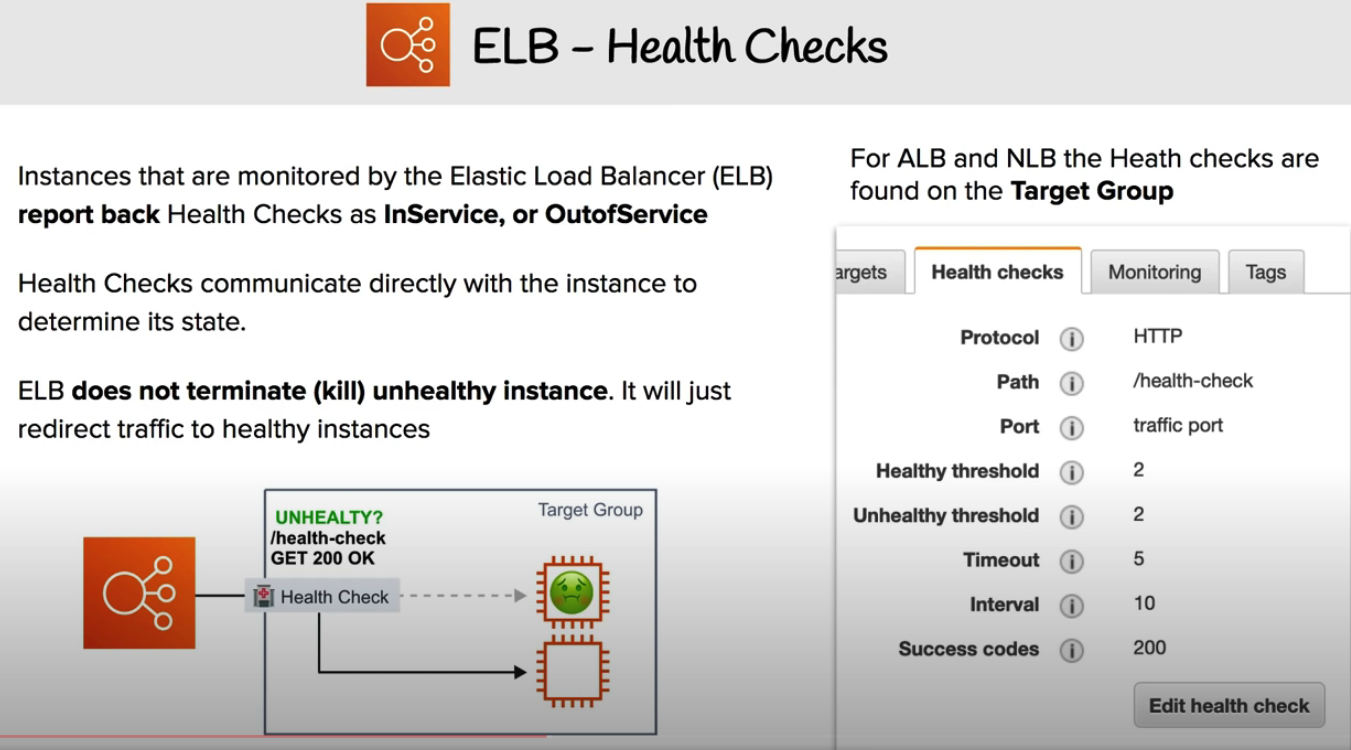 ELB – Health Checks
Instances that are monitored by the Elastic Load Balancer (ELB)
report back Health Checks as InService, or OutofService
Health Checks communicate directly with the instance to
determine its state.
ELB does not terminate (kill) unhealthy instance. It will just
redirect traffic to healthy instances
UNHEALTY?
/health-check
GET 200 OK
Target Group
Health Check
For ALB and NLB the Heath checks are
found on the Target Group
argets Health checks Monitoring Tags
Protocol i HTTP
Path i /health-check
Port i traffic port
Healthy threshold i 2
Unhealthy threshold i 2
Timeout i 5
Interval i 10
Success codes i 200
Edit health check